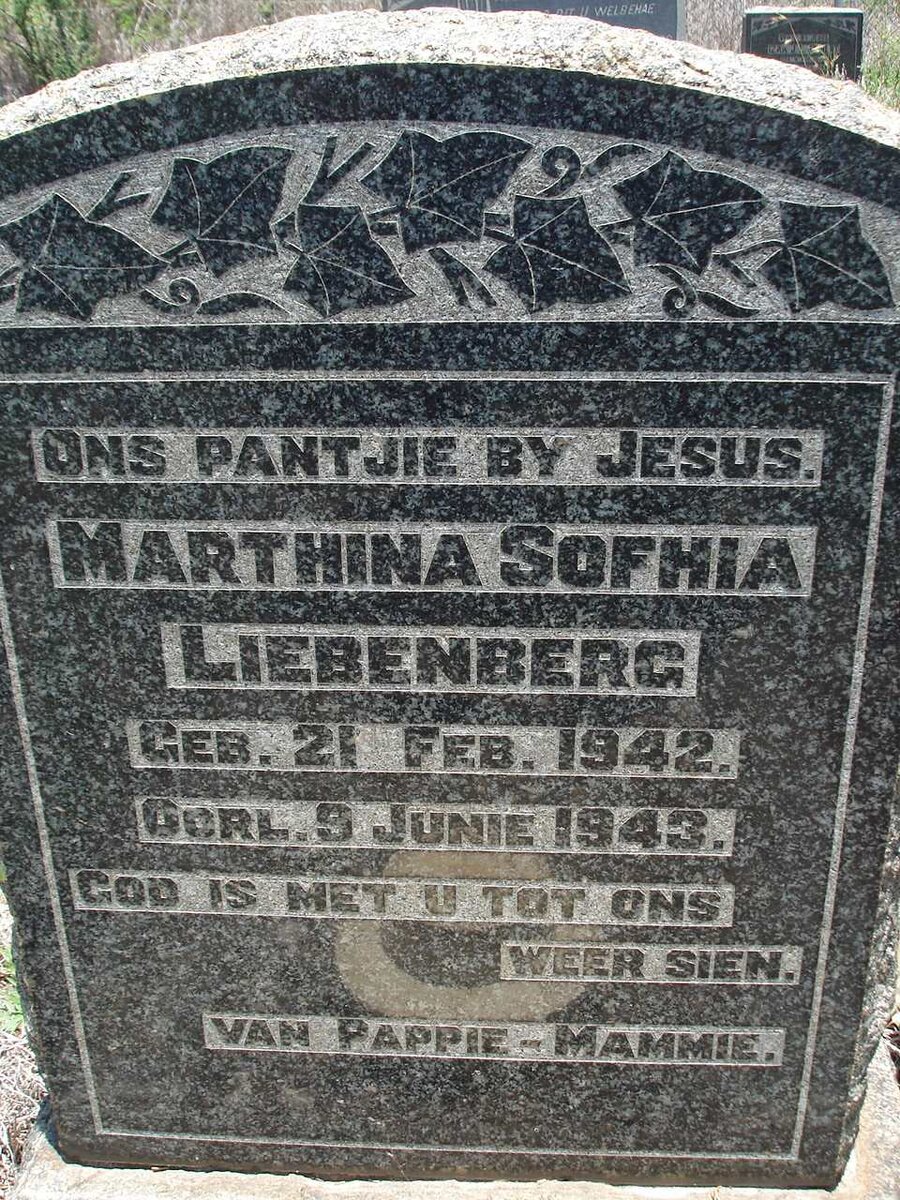 U WELBEHAE
ONS PANTJIE BY JESUS.
MARTHINA SOFHIA
LIEBENBERG
GEB. 21 FEB. 1942.
OORL. 9 JUNIE 1943.
GOD IS MET U TOT ONS
WEER SIEN.
VAN PAPPIE - MAMMIE.